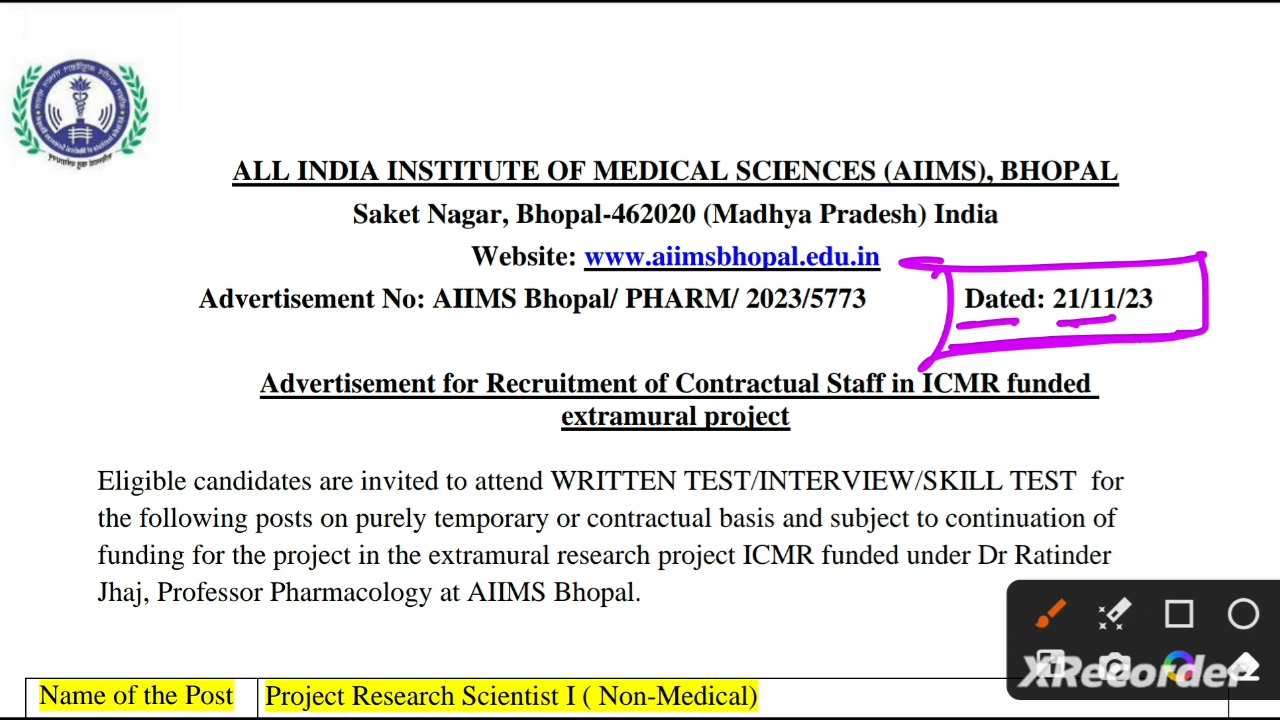 ALL INDIA INSTITUTE OF MEDICAL SCIENCES (AIIMS), BHOPAL
Saket Nagar, Bhopal-462020 (Madhya Pradesh) India
Website: www.aiimsbhopal.edu.in
Advertisement No: AIIMS Bhopal/ PHARM/ 2023/5773 Dated: 21/11/23
Advertisement for Recruitment of Contractual Staff in ICMR funded
extramural project
Eligible candidates are invited to attend WRITTEN TEST/INTERVIEW/SKILL TEST for
the following posts on purely temporary or contractual basis and subject to continuation of
funding for the project in the extramural research project ICMR funded under Dr Ratinder
Jhaj, Professor Pharmacology at AIIMS Bhopal.
XRecorder
Name of the Post Project Research Scientist I ( Non-Medical)